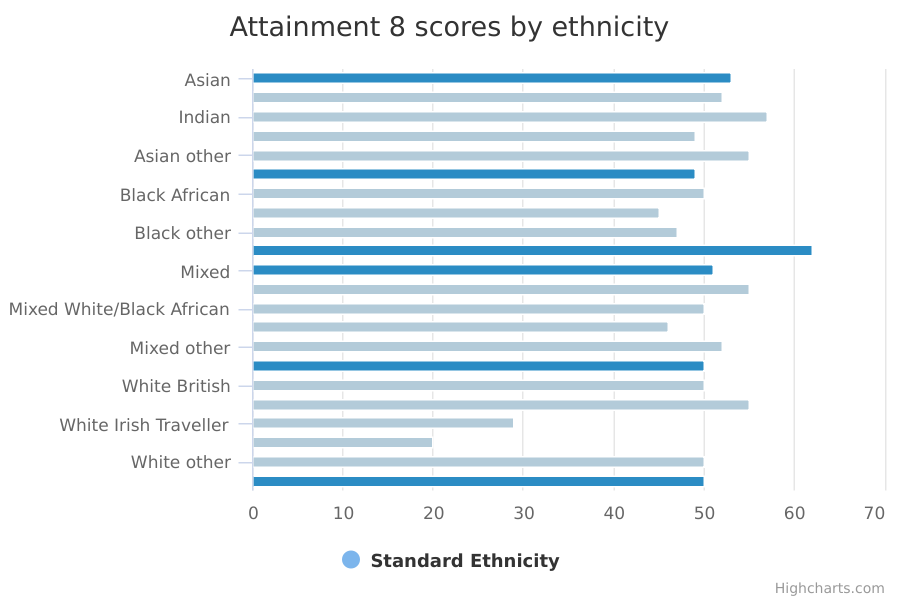 Attainment 8 scores by ethnicity
Asian
Indian
Asian other
Black African
Black other
Mixed
Mixed White/Black African
Mixed other
White British
White Irish Traveller
White other
0 10 20 30 40 50 60 70
Standard Ethnicity
Highcharts.com